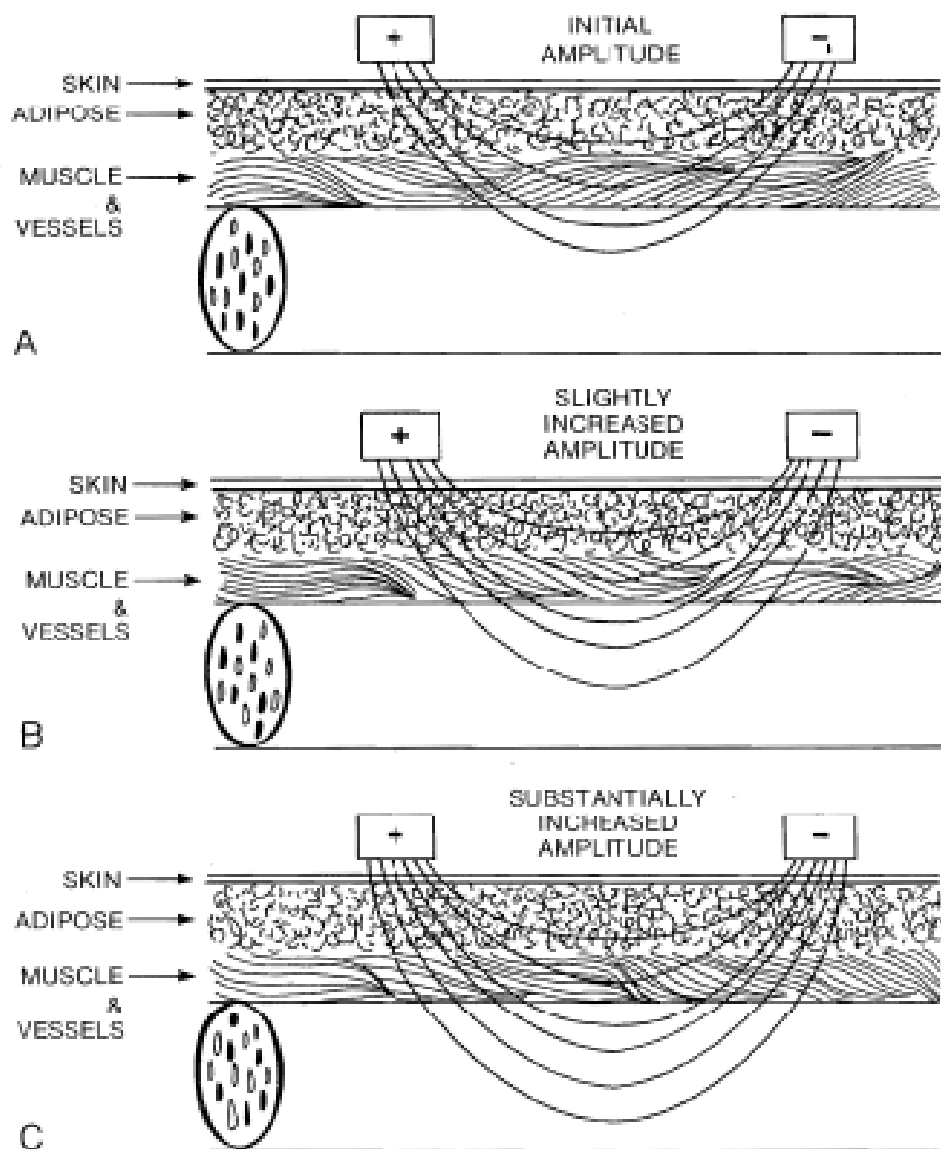 INITIAL
AMPLITUDE
+
−
SKIN
ADIPOSE
MUSCLE
&
VESSELS
A
SLIGHTLY
INCREASED
AMPLITUDE
+
−
SKIN
ADIPOSE
MUSCLE
&
VESSELS
B
SUBSTANTIALLY
INCREASED
AMPLITUDE
+
−
SKIN
ADIPOSE
MUSCLE
&
VESSELS
C